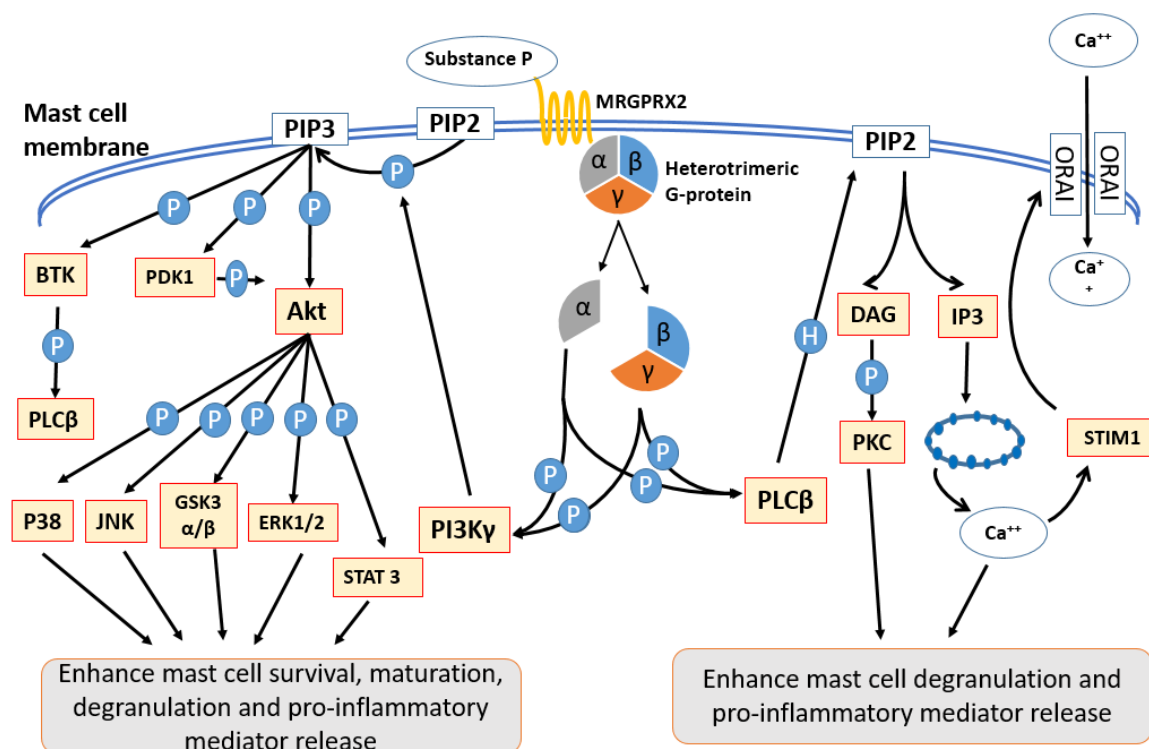 Substance P
Ca++
MRGPRX2
Mast cell
membrane
PIP3
PIP2
PIP2
ORAI
ORAI
α
β
γ
Heterotrimeric
G-protein
P
P
P
P
H
BTK
PDK1
P
Akt
α
β
γ
DAG
IP3
Ca+
+
P
P
PLCβ
P
P
P
P
P
P
P
P
P
PKC
STIM1
P38
JNK
GSK3
α/β
ERK1/2
STAT 3
PI3Kγ
PLCβ
Ca++
Enhance mast cell survival, maturation,
degranulation and pro-inflammatory
mediator release
Enhance mast cell degranulation and
pro-inflammatory mediator release